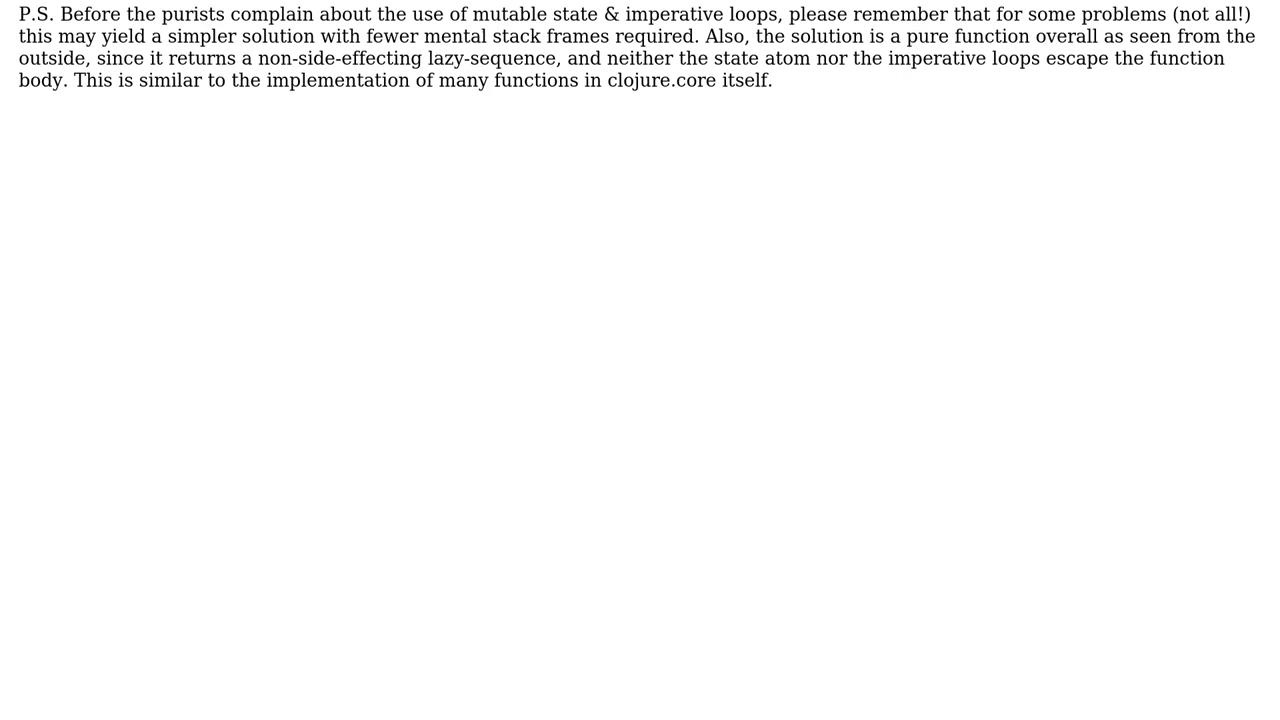 P.S. Before the purists complain about the use of mutable state & imperative loops, please remember that for some problems (not all!)
this may yield a simpler solution with fewer mental stack frames required. Also, the solution is a pure function overall as seen from the
outside, since it returns a non-side-effecting lazy-sequence, and neither the state atom nor the imperative loops escape the function
body. This is similar to the implementation of many functions in clojure.core itself.